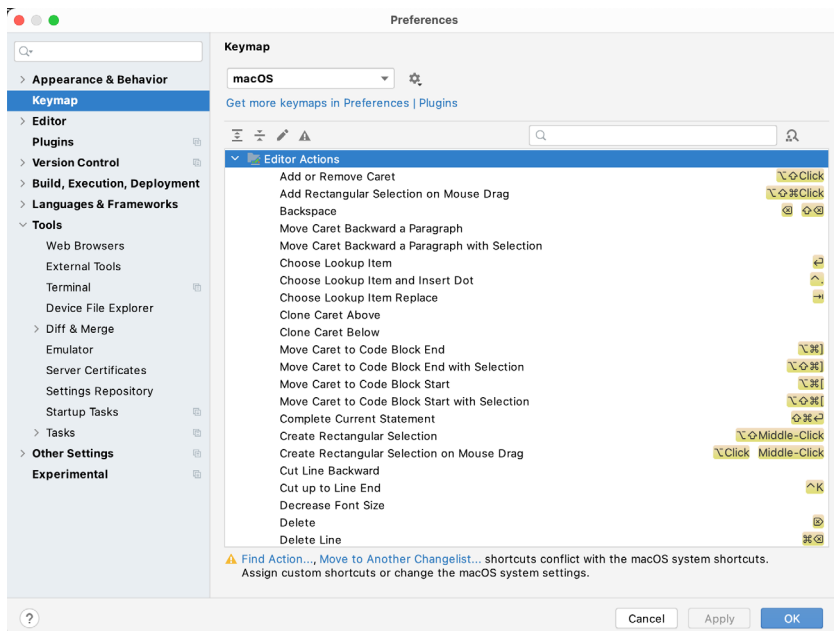 Preferences
Appearance & Behavior
Keymap
Editor
Plugins
Version Control
Build, Execution, Deployment
Languages & Frameworks
Tools
Web Browsers
External Tools
Terminal
Device File Explorer
Diff & Merge
Emulator
Server Certificates
Settings Repository
Startup Tasks
Tasks
Other Settings
Experimental
Keymap
macOS
Get more keymaps in Preferences | Plugins
Editor Actions
Add or Remove Caret ⌥⇧Click
Add Rectangular Selection on Mouse Drag ⌥⇧⌘Click
Backspace ⌫ ⇧⌫
Move Caret Backward a Paragraph
Move Caret Backward a Paragraph with Selection
Choose Lookup Item ↩
Choose Lookup Item and Insert Dot ^.
Choose Lookup Item Replace ⇥
Clone Caret Above
Clone Caret Below
Move Caret to Code Block End ⌥⌘]
Move Caret to Code Block End with Selection ⌥⇧⌘]
Move Caret to Code Block Start ⌥⌘[
Move Caret to Code Block Start with Selection ⌥⇧⌘[
Complete Current Statement ⇧⌘↩
Create Rectangular Selection ⌥⇧Middle-Click
Create Rectangular Selection on Mouse Drag ⌥Click Middle-Click
Cut Line Backward
Cut up to Line End ^K
Decrease Font Size
Delete ⌦
Delete Line ⌘⌫
Find Action..., Move to Another Changelist... shortcuts conflict with the macOS system shortcuts.
Assign custom shortcuts or change the macOS system settings.
?
Cancel
Apply
OK